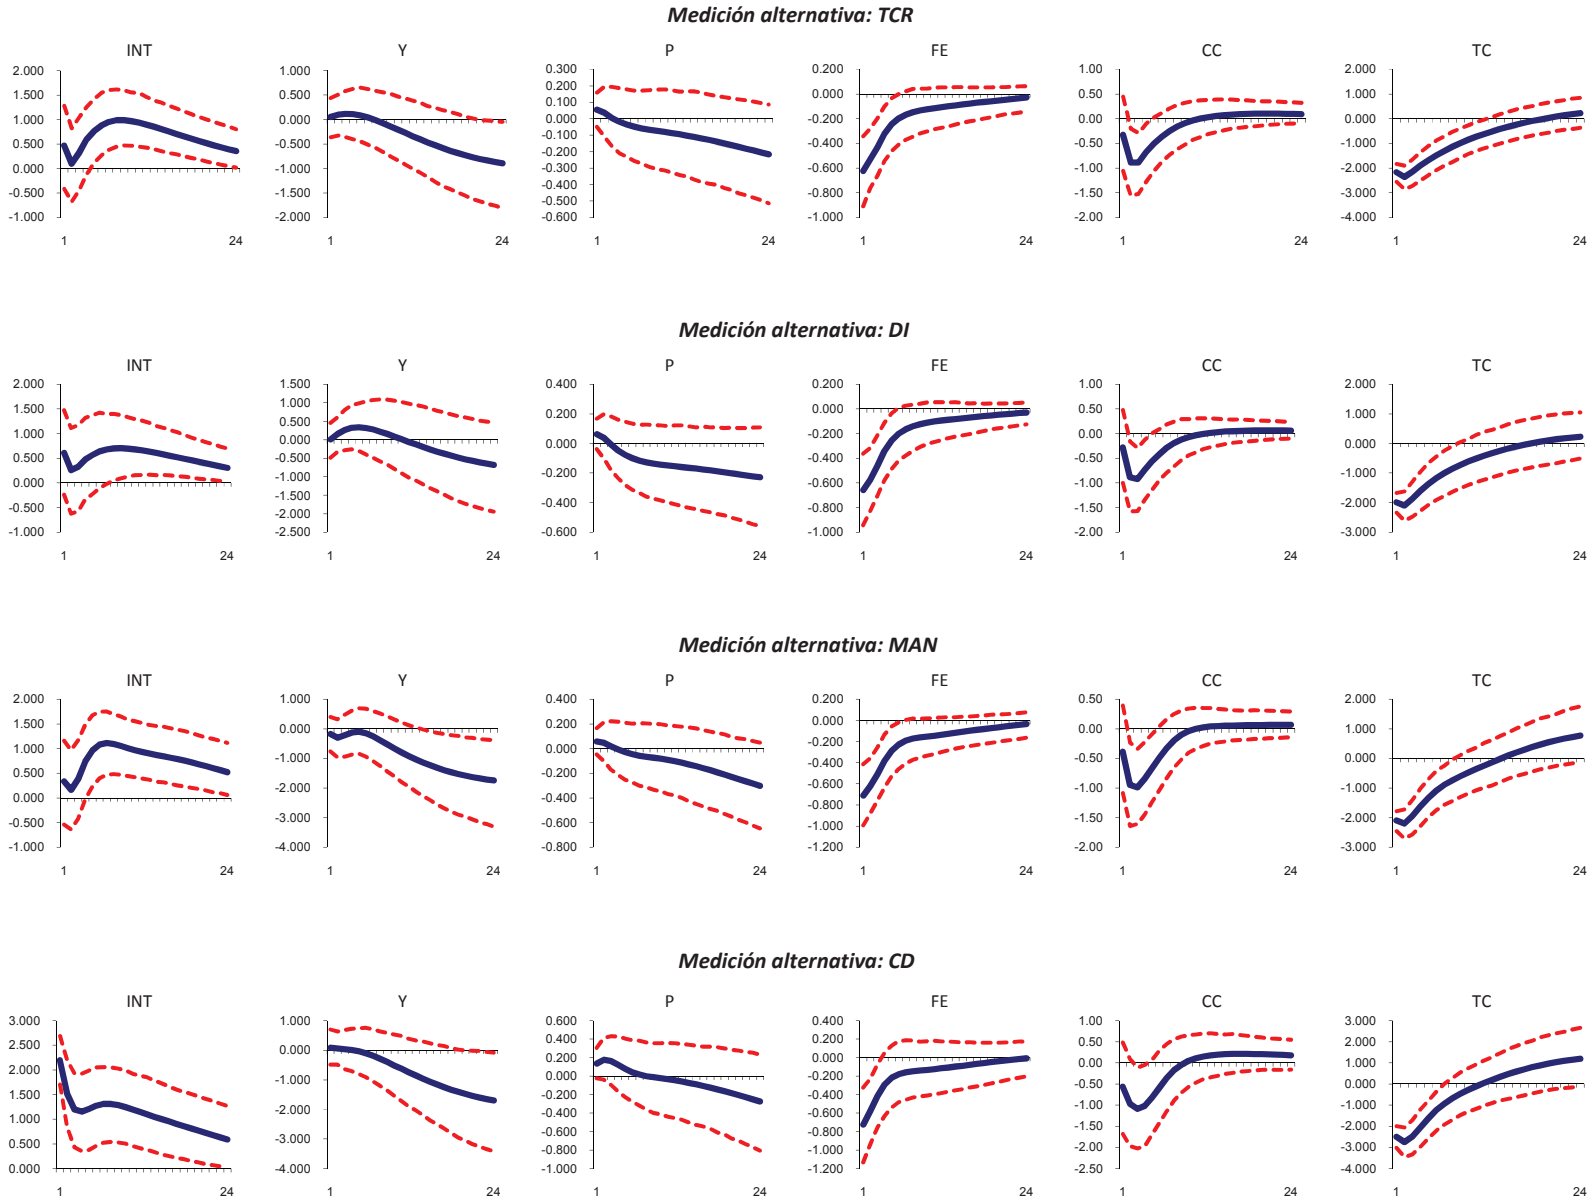 Medición alternativa: TCR
INT Y P FE CC TC
2.000 1.000 0.300 0.200 1.00 2.000
1.500 0.500 0.200 0.000 0.50 1.000
1.000 0.000 0.100 -0.200 0.00 0.000
0.500 -0.500 0.000 -0.400 -0.50 -1.000
0.000 -1.000 -0.100 -0.600 -1.00 -2.000
-0.500 -1.500 -0.200 -0.800 -1.50 -3.000
-1.000 -2.000 -0.300 -1.000 -2.00 -4.000
-0.400
-0.500
-0.600
1 24 1 24 1 24 1 24 1 24 1 24
Medición alternativa: DI
INT Y P FE CC TC
2.000 1.500 0.400 0.200 1.00 2.000
1.500 1.000 0.200 0.000 0.50 1.000
1.000 0.500 0.000 -0.200 0.00 0.000
0.500 0.000 -0.200 -0.400 -0.50 -1.000
0.000 -0.500 -0.400 -0.600 -1.00 -2.000
-0.500 -1.000 -0.600 -0.800 -1.50 -3.000
-1.000 -1.500 -1.000 -2.00
-2.000
-2.500
1 24 1 24 1 24 1 24 1 24 1 24
Medición alternativa: MAN
INT Y P FE CC TC
2.000 1.000 0.400 0.200 0.50 2.000
1.500 0.000 0.200 0.000 0.00 1.000
1.000 -1.000 0.000 -0.200 -0.50 0.000
0.500 -2.000 -0.200 -0.400 -1.00 -1.000
0.000 -3.000 -0.400 -0.600 -1.50 -2.000
-0.500 -4.000 -0.600 -0.800 -2.00 -3.000
-1.000 -0.800 -1.000
-1.200
1 24 1 24 1 24 1 24 1 24 1 24
Medición alternativa: CD
INT Y P FE CC TC
3.000 1.000 0.600 0.400 1.00 3.000
2.500 0.000 0.400 0.200 0.50 2.000
2.000 -1.000 0.200 0.000 0.00 1.000
1.500 -2.000 0.000 -0.200 -0.50 0.000
1.000 -3.000 -0.200 -0.400 -1.00 -1.000
0.500 -4.000 -0.400 -0.600 -1.50 -2.000
0.000 -0.600 -0.800 -2.00 -3.000
-0.800 -1.000 -2.50 -4.000
-1.000 -1.200
1 24 1 24 1 24 1 24 1 24 1 24